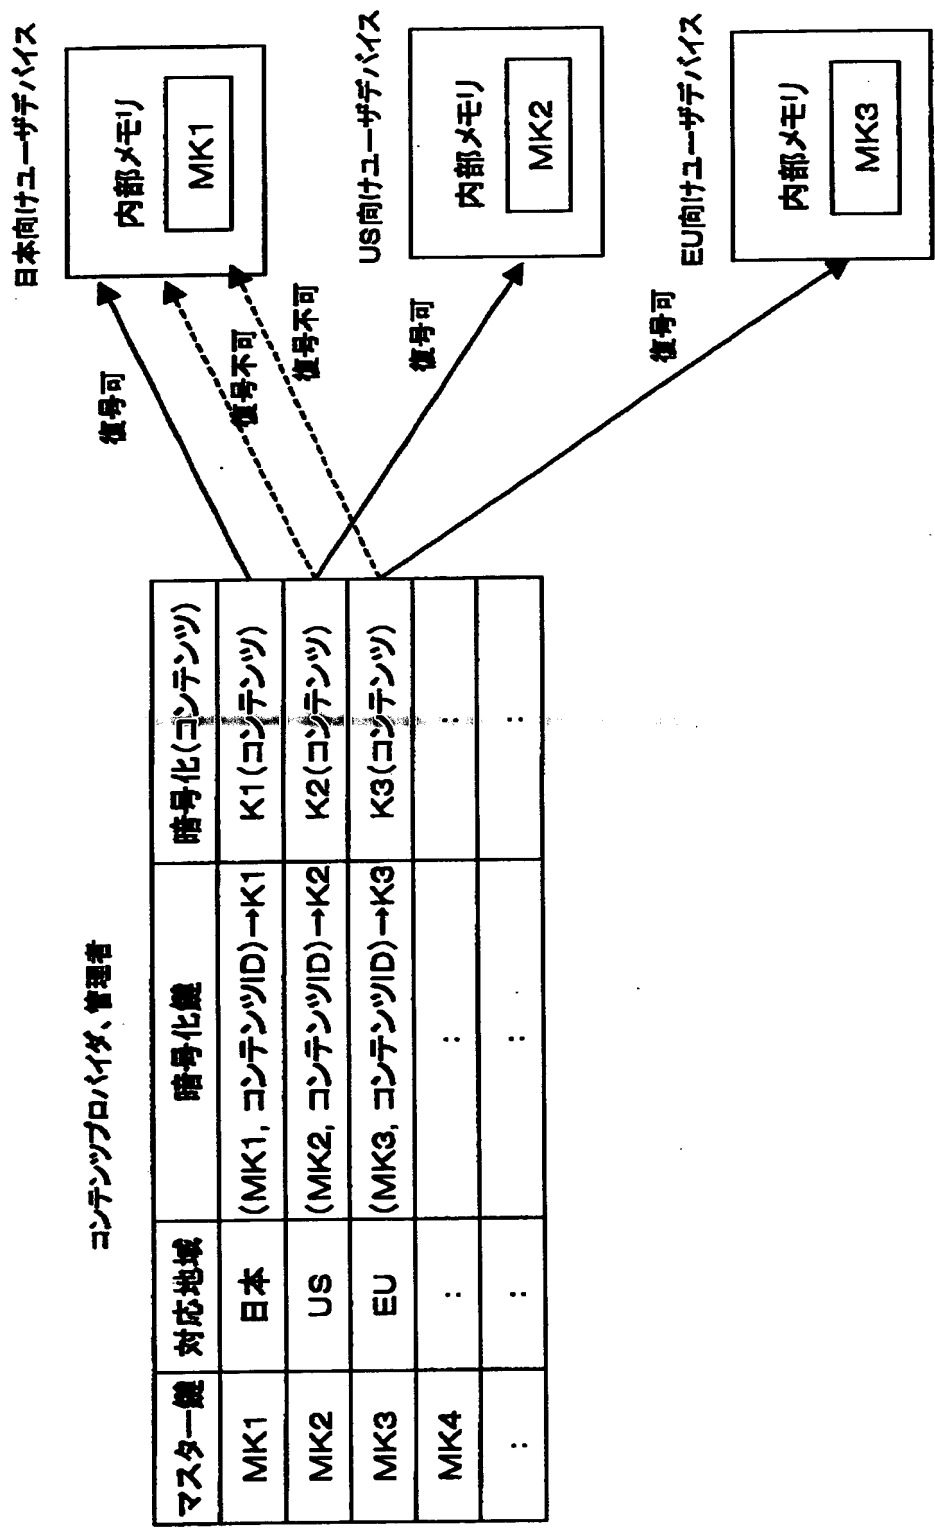 コンテンツプロバイダ、管理者
マスター鍵 対応地域 暗号化鍵 暗号化(コンテンツ)
MK1 日本 (MK1, コンテンツID)→K1 K1(コンテンツ)
MK2 US (MK2, コンテンツID)→K2 K2(コンテンツ)
MK3 EU (MK3, コンテンツID)→K3 K3(コンテンツ)
MK4 : : :
: : : :
復号可
復号不可
復号不可
復号可
復号可
日本向けユーザデバイス
内部メモリ
MK1
US向けユーザデバイス
内部メモリ
MK2
EU向けユーザデバイス
内部メモリ
MK3